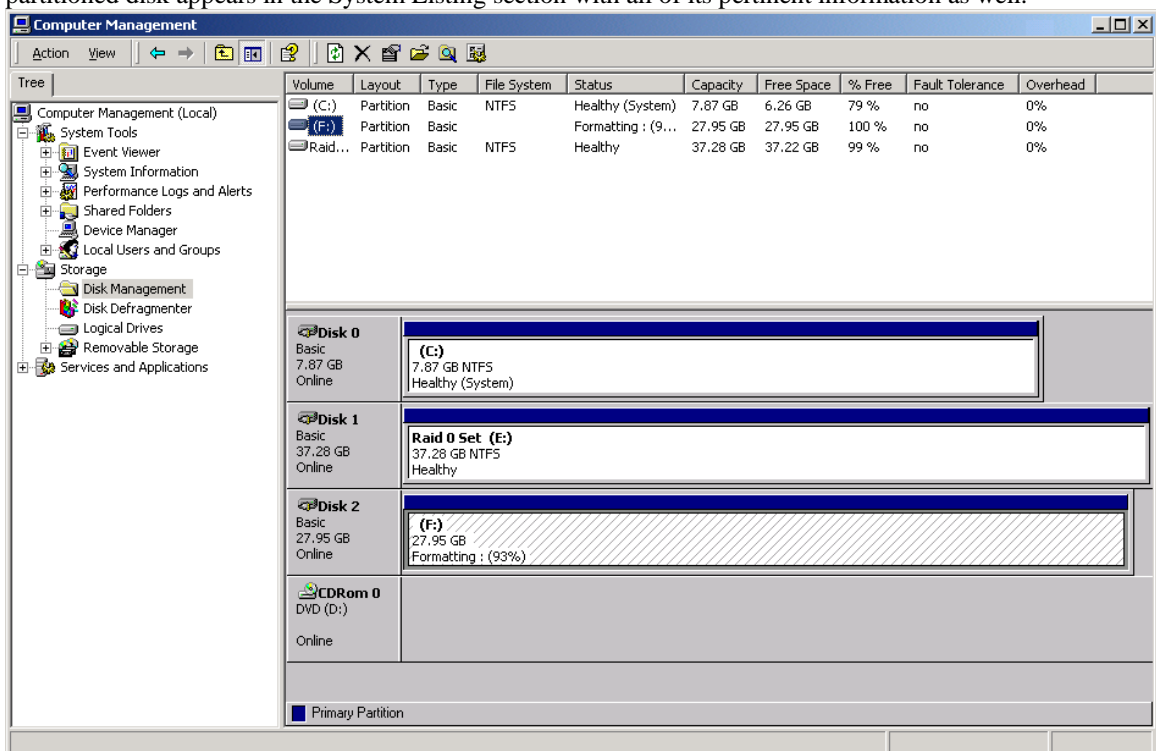 partitioned disk appears in the System Listing section with all of its pertinent information as well.
Computer Management
Action View
Tree
Computer Management (Local)
System Tools
Event Viewer
System Information
Performance Logs and Alerts
Shared Folders
Device Manager
Local Users and Groups
Storage
Disk Management
Disk Defragmenter
Logical Drives
Removable Storage
Services and Applications
Volume Layout Type File System Status Capacity Free Space % Free Fault Tolerance Overhead
(C:) Partition Basic NTFS Healthy (System) 7.87 GB 6.26 GB 79 % no 0%
(F:) Partition Basic Formatting : (9... 27.95 GB 27.95 GB 100 % no 0%
Raid... Partition Basic NTFS Healthy 37.28 GB 37.22 GB 99 % no 0%
Disk 0
Basic
7.87 GB
Online
(C:)
7.87 GB NTFS
Healthy (System)
Disk 1
Basic
37.28 GB
Online
Raid 0 Set (E:)
37.28 GB NTFS
Healthy
Disk 2
Basic
27.95 GB
Online
(F:)
27.95 GB
Formatting : (93%)
CDRom 0
DVD (D:)
Online
Primary Partition